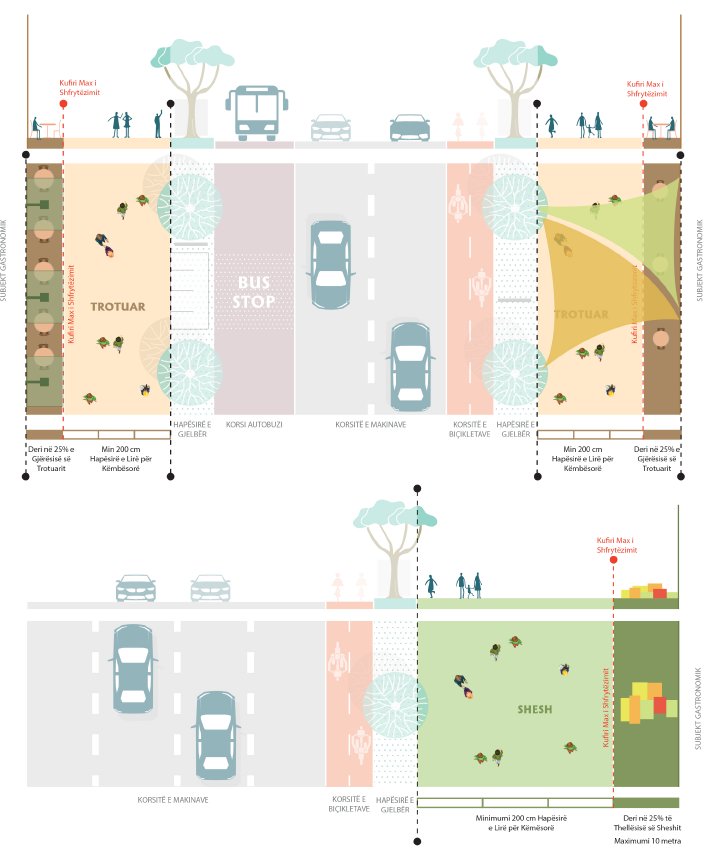 Kufiri Max i
Shfrytëzimit
Kufiri Max i
Shfrytëzimit
SUBJEKT GASTRONOMIK
Kufiri Max i Shfrytëzimit
TROTUAR
BUS
STOP
TROTUAR
Kufiri Max i Shfrytëzimit
SUBJEKT GASTRONOMIK
HAPËSIRË E
GJELBËR
KORSI AUTOBUZI
KORSITË E MAKINAVE
KORSITË E
BIÇIKLETAVE
HAPËSIRË E
GJELBËR
Deri në 25% e
Gjërësisë së
Trotuarit
Min 200 cm
Hapësirë e Lirë për
Këmbësorë
Min 200 cm
Hapësirë e Lirë për
Këmbësorë
Deri në 25% e
Gjërësisë së
Trotuarit
Kufiri Max i
Shfrytëzimit
SHESH
Kufiri Max i Shfrytëzimit
SUBJEKT GASTRONOMIK
KORSITË E MAKINAVE
KORSITË E
BIÇIKLETAVE
HAPËSIRË E
GJELBËR
Minimumi 200 cm Hapësirë
e Lirë për Këmësorë
Deri në 25% të
Thellësisë së Sheshit
Maximumi 10 metra